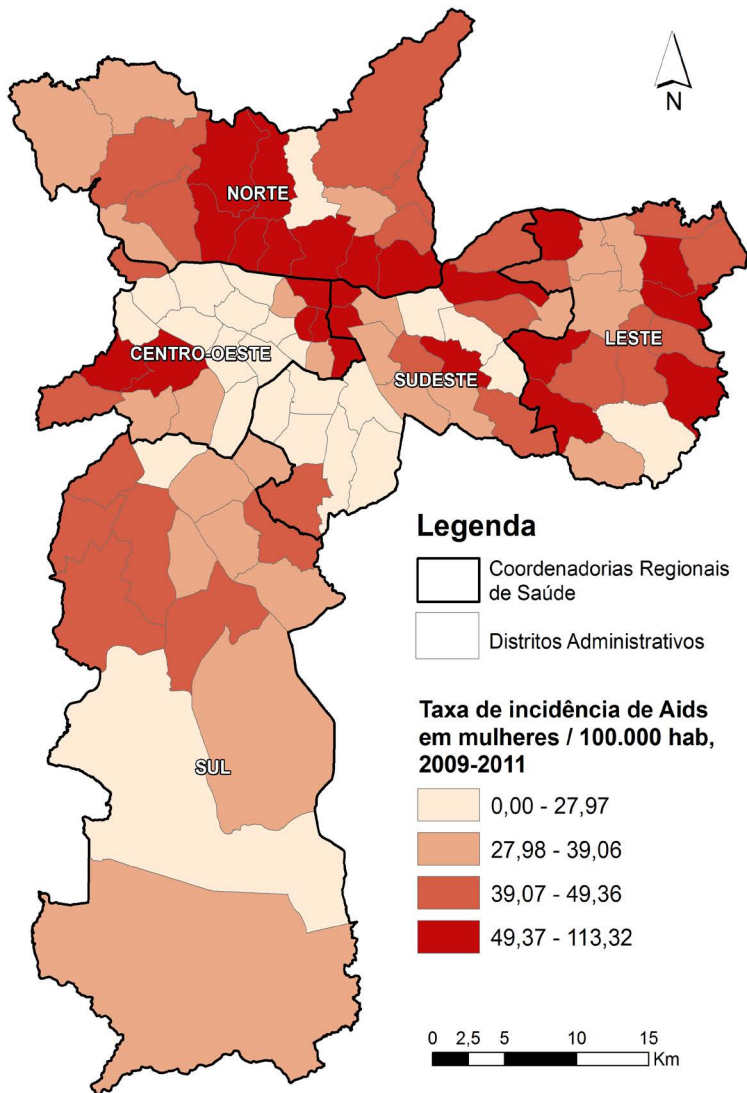 N
NORTE
LESTE
CENTRO-OESTE
SUDESTE
SUL
Legenda
Coordenadorias Regionais
de Saúde
Distritos Administrativos
Taxa de incidência de Aids
em mulheres / 100.000 hab,
2009-2011
0,00 - 27,97
27,98 - 39,06
39,07 - 49,36
49,37 - 113,32
0 2,5 5 10 15
Km